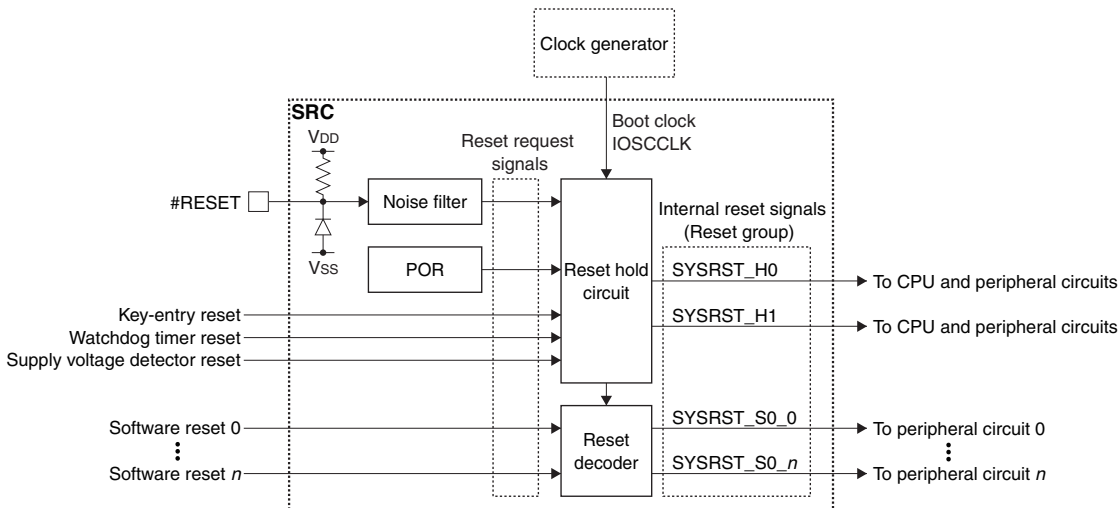 Clock generator
SRC
Boot clock
IOSCCLK
VDD
Reset request
signals
#RESET
Noise filter
Internal reset signals
(Reset group)
VSS
POR
Reset hold
circuit
SYSRST_H0
To CPU and peripheral circuits
SYSRST_H1
To CPU and peripheral circuits
Key-entry reset
Watchdog timer reset
Supply voltage detector reset
Software reset 0
Reset
decoder
SYSRST_S0_0
To peripheral circuit 0
Software reset n
SYSRST_S0_n
To peripheral circuit n